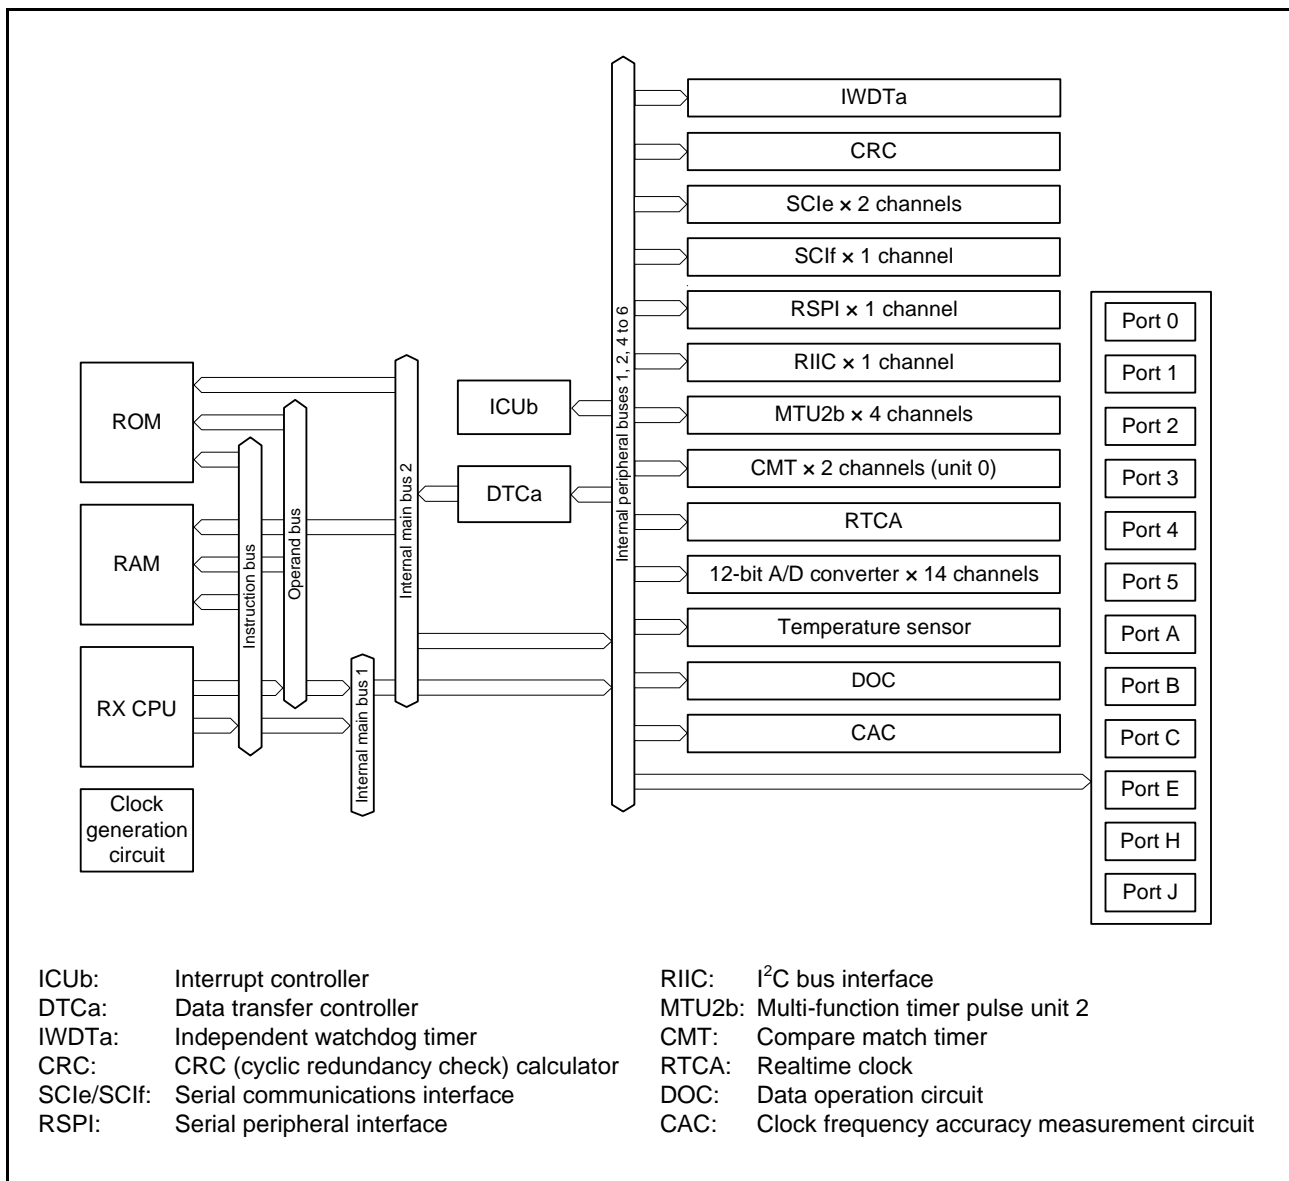 IWDTa
CRC
SCIe × 2 channels
SCIf × 1 channel
RSPI × 1 channel
RIIC × 1 channel
MTU2b × 4 channels
CMT × 2 channels (unit 0)
RTCA
12-bit A/D converter × 14 channels
Temperature sensor
DOC
CAC
Port 0
Port 1
Port 2
Port 3
Port 4
Port 5
Port A
Port B
Port C
Port E
Port H
Port J
ROM
RAM
RX CPU
Clock
generation
circuit
Instruction bus
Operand bus
Internal main bus 1
Internal main bus 2
ICUb
DTCa
Internal peripheral buses 1, 2, 4 to 6
ICUb: Interrupt controller
DTCa: Data transfer controller
IWDTa: Independent watchdog timer
CRC: CRC (cyclic redundancy check) calculator
SCIe/SCIf: Serial communications interface
RSPI: Serial peripheral interface
RIIC: I²C bus interface
MTU2b: Multi-function timer pulse unit 2
CMT: Compare match timer
RTCA: Realtime clock
DOC: Data operation circuit
CAC: Clock frequency accuracy measurement circuit